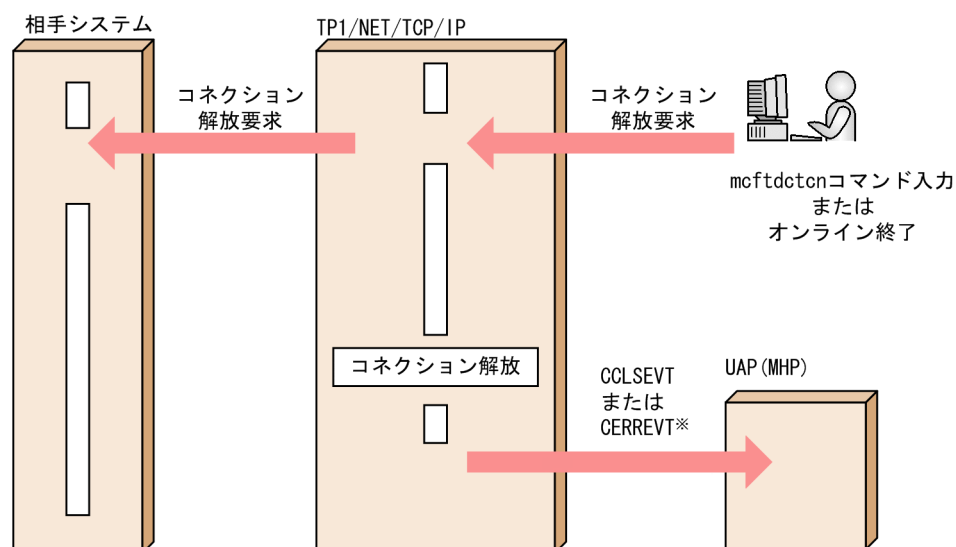 相手システム
TP1/NET/TCP/IP
コネクション
解放要求
コネクション
解放要求
mcftdctcnコマンド入力
または
オンライン終了
コネクション解放
CCLSEVT
または
CERREVT※
UAP(MHP)